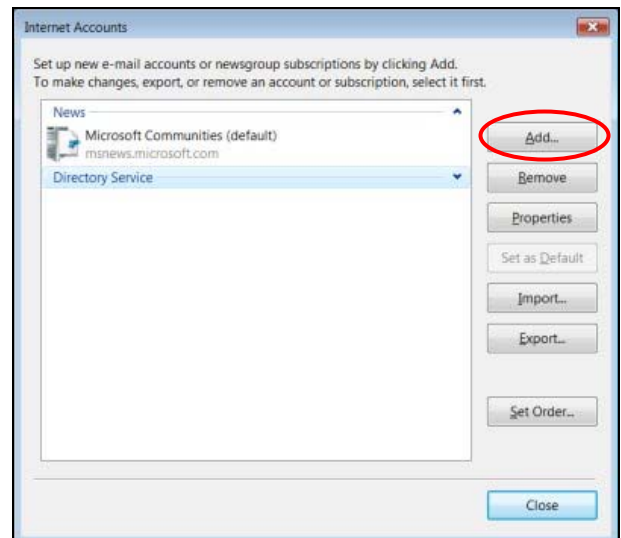 Internet Accounts
Set up new e-mail accounts or newsgroup subscriptions by clicking Add.
To make changes, export, or remove an account or subscription, select it first.
News
Microsoft Communities (default)
msnews.microsoft.com
Directory Service
Add...
Remove
Properties
Set as Default
Import...
Export...
Set Order...
Close